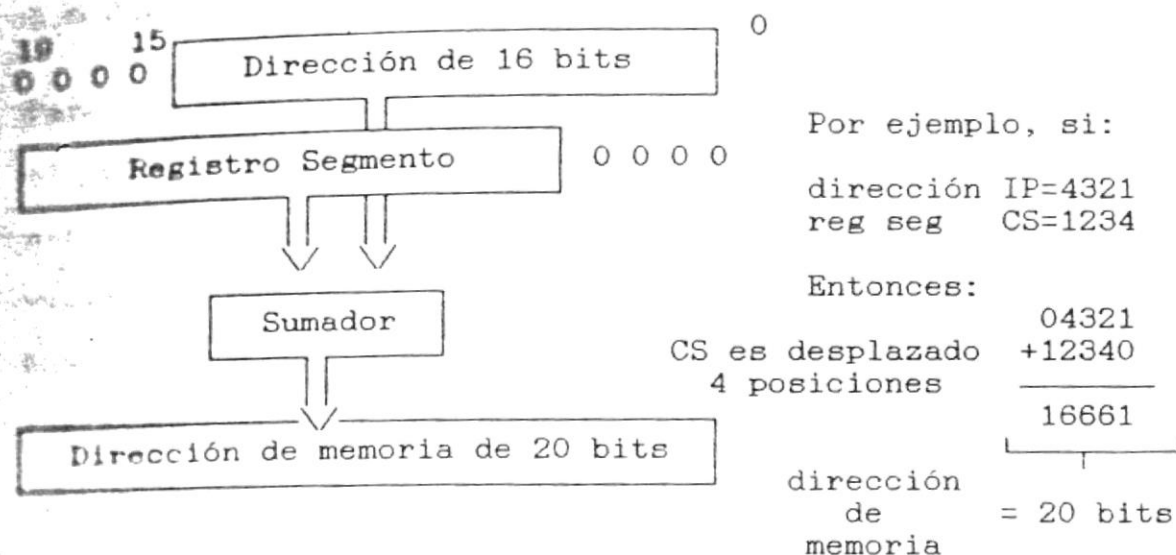 19 15 0
0 0 0 0 Dirección de 16 bits
Registro Segmento 0 0 0 0
Sumador
Dirección de memoria de 20 bits
Por ejemplo, si:
dirección IP=4321
reg seg CS=1234
Entonces:
04321
CS es desplazado +12340
4 posiciones
16661
dirección
de = 20 bits
memoria